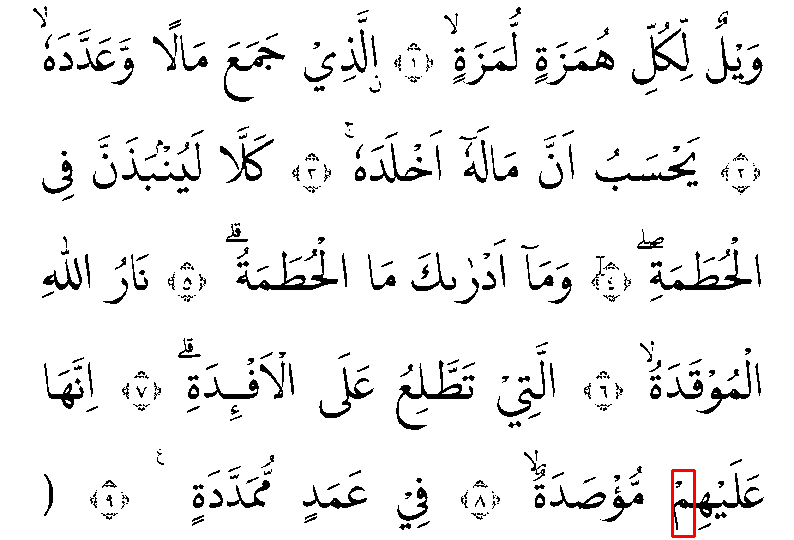 وَيْلٌ لِّكُلِّ هُمَزَةٍ لُّمَزَةٍۙ ۝١ ۨالَّذِيْ جَمَعَ مَالًا وَّعَدَّدَهٗۙ
۝٢ يَحْسَبُ اَنَّ مَالَهٗٓ اَخْلَدَهٗۚ ۝٣ كَلَّا لَيُنْۢبَذَنَّ فِى
الْحُطَمَةِۖ ۝٤ وَمَآ اَدْرٰىكَ مَا الْحُطَمَةُۗ ۝٥ نَارُ اللّٰهِ
الْمُوْقَدَةُۙ ۝٦ الَّتِيْ تَطَّلِعُ عَلَى الْاَفْـِٕدَةِۗ ۝٧ اِنَّهَا
عَلَيْهِمْ مُّؤْصَدَةٌۙ ۝٨ فِيْ عَمَدٍ مُّمَدَّدَةٍ ࣖ ۝٩ (